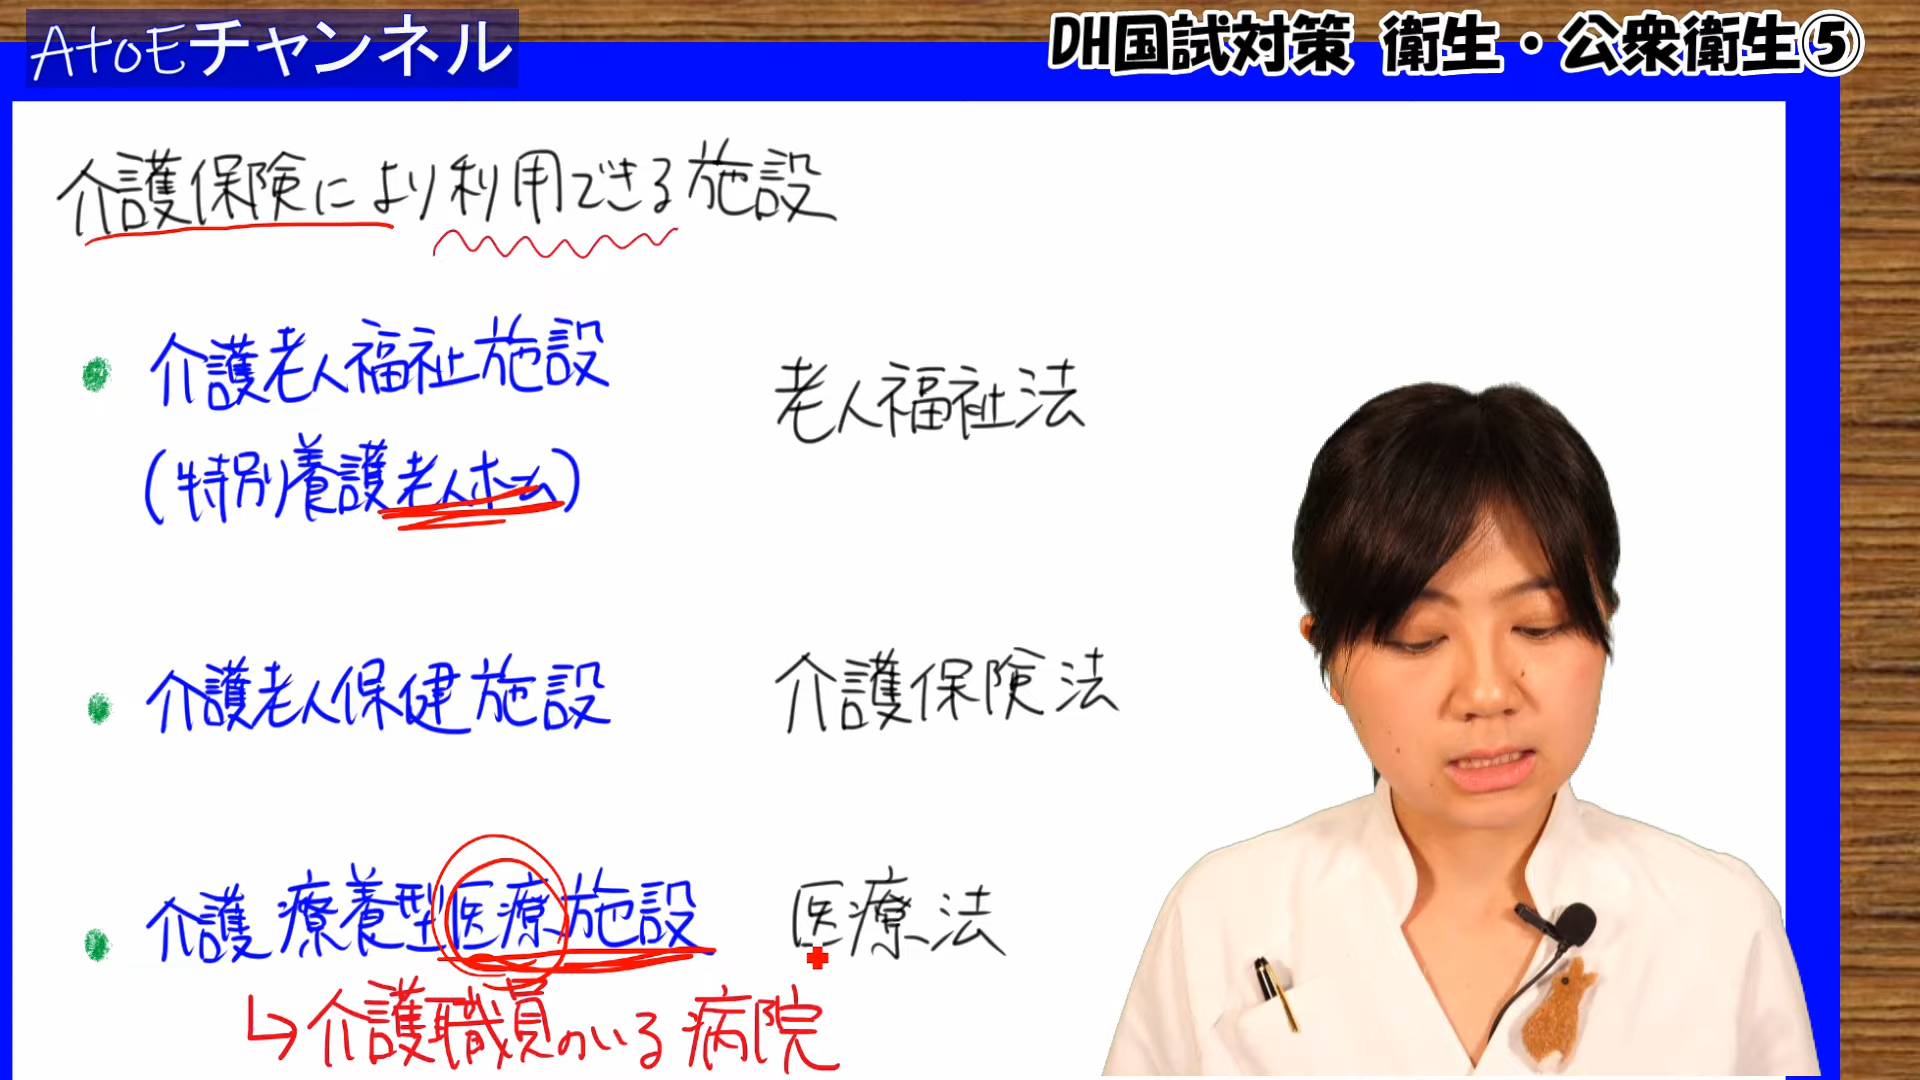 AtoEチャンネル
DH国試対策 衛生・公衆衛生⑤
介護保険により利用できる施設
介護老人福祉施設 老人福祉法
(特別養護老人ホーム)
介護老人保健施設 介護保険法
介護療養型医療施設 医療法
↳介護職員のいる病院